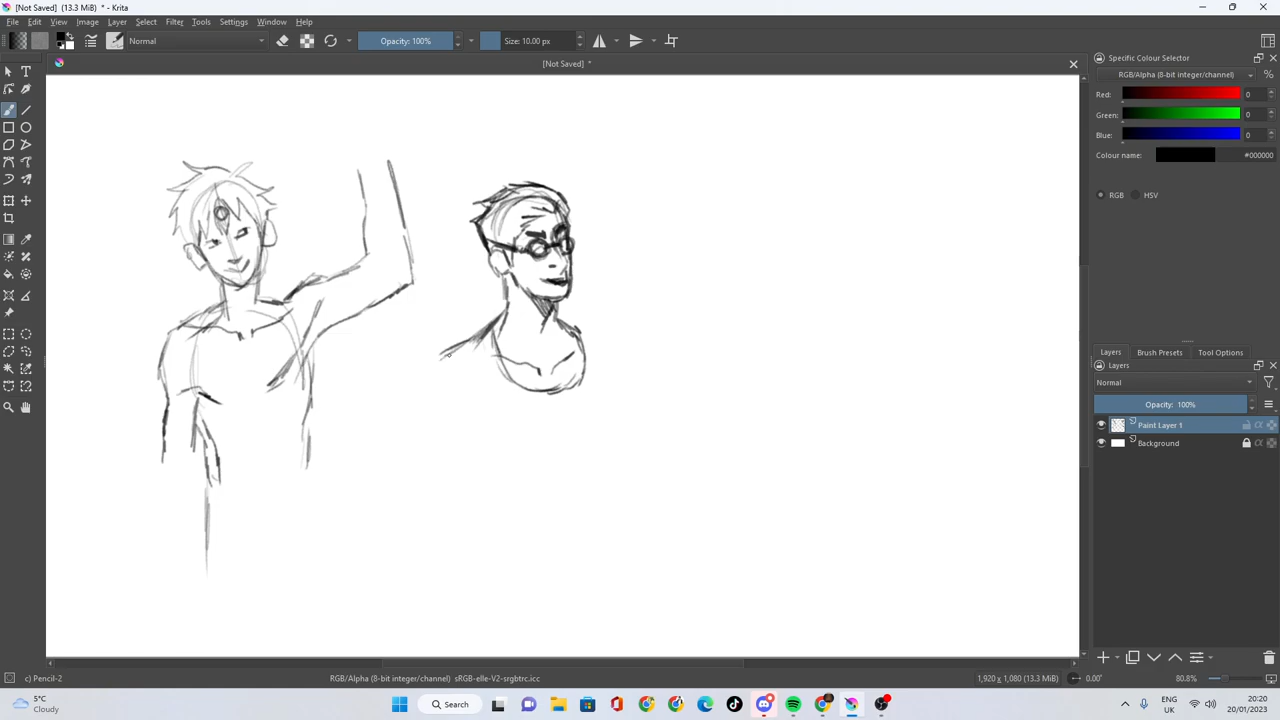 [Not Saved] (13.3 MiB) * - Krita
File Edit View Image Layer Select Filter Tools Settings Window Help
Normal Opacity: 100% Size: 10.00 px
[Not Saved] *
Specific Colour Selector
RGB/Alpha (8-bit integer/channel) %
Red: 0
Green: 0
Blue: 0
Colour name: #000000
RGB HSV
Layers Brush Presets Tool Options
Layers
Normal
Opacity: 100%
Paint Layer 1
Background
c) Pencil-2 RGB/Alpha (8-bit integer/channel) sRGB-elle-V2-srgbtrc.icc 1,920 x 1,080 (13.3 MiB) 0.00° 80.8%
5°C
Cloudy
Search
ENG
UK
20:20
20/01/2023